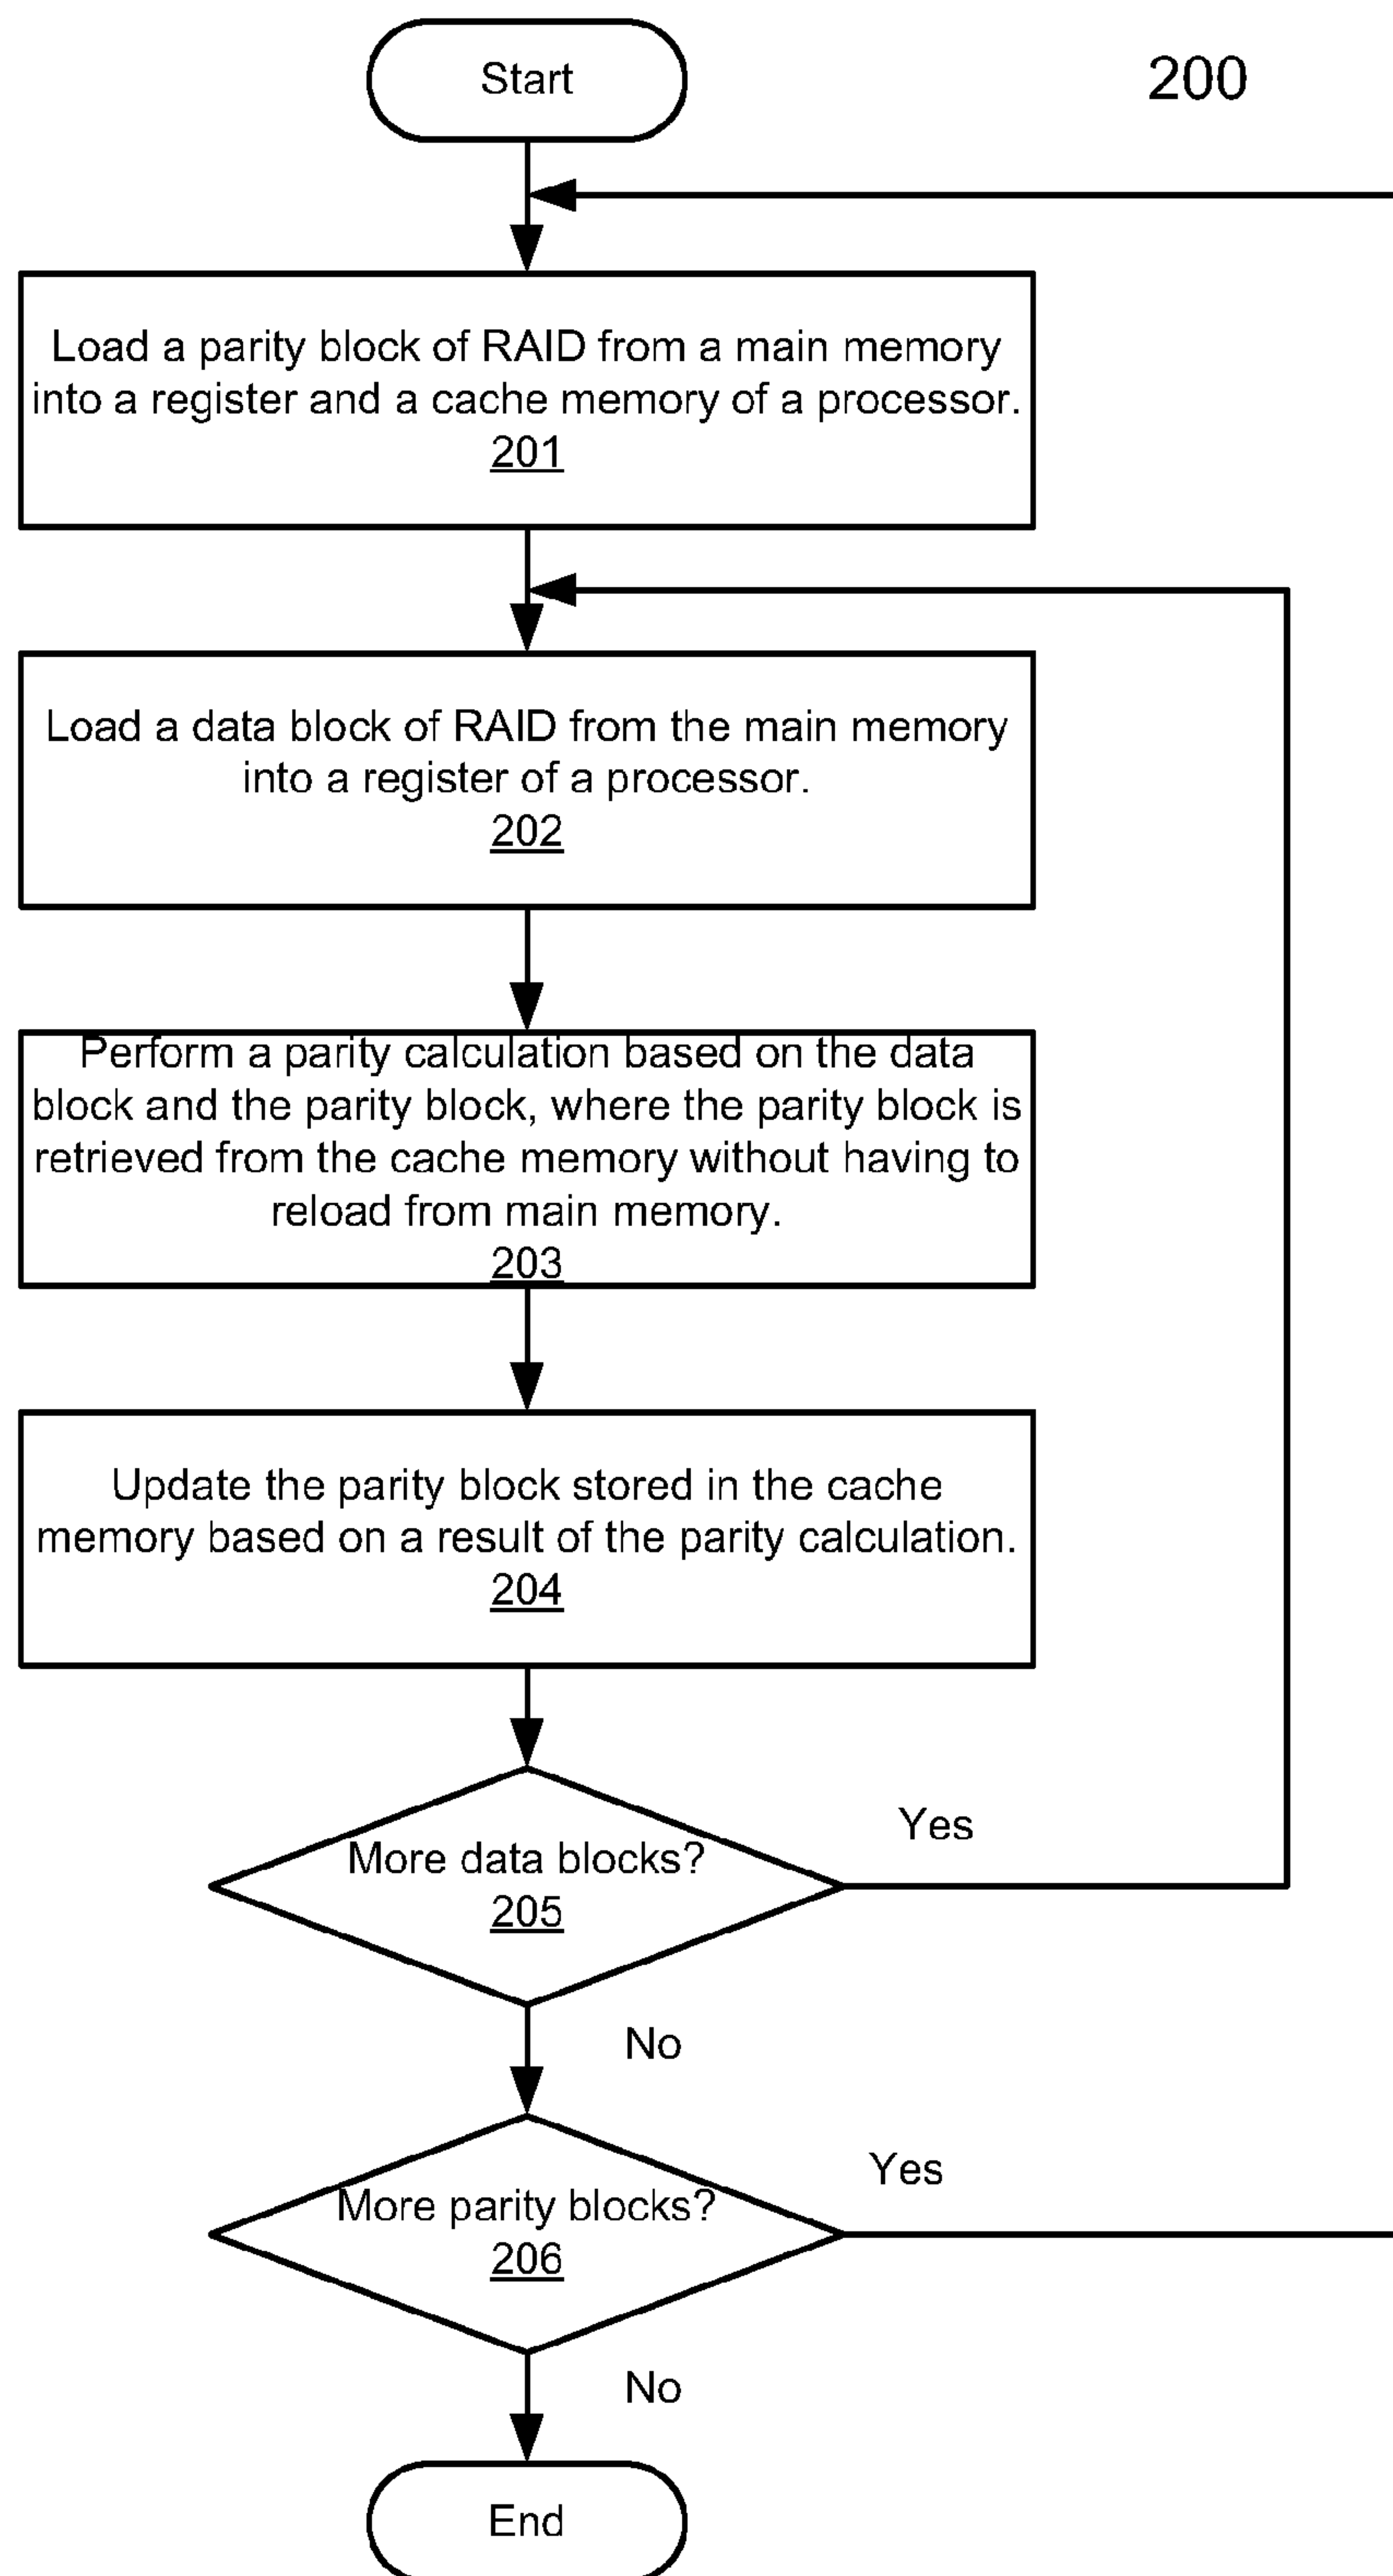 Start
200
Load a parity block of RAID from a main memory
into a register and a cache memory of a processor.
201
Load a data block of RAID from the main memory
into a register of a processor.
202
Perform a parity calculation based on the data
block and the parity block, where the parity block is
retrieved from the cache memory without having to
reload from main memory.
203
Update the parity block stored in the cache
memory based on a result of the parity calculation.
204
Yes
More data blocks?
205
No
Yes
More parity blocks?
206
No
End